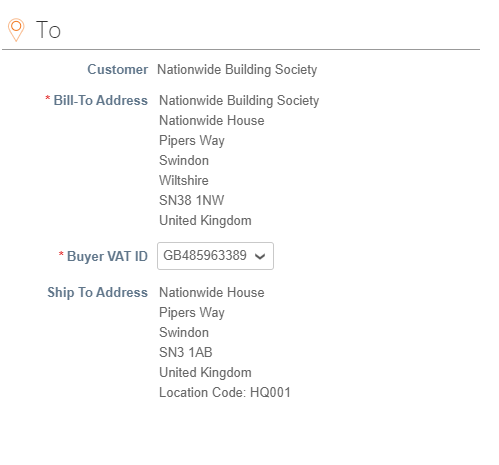 To
Customer Nationwide Building Society
* Bill-To Address Nationwide Building Society
Nationwide House
Pipers Way
Swindon
Wiltshire
SN38 1NW
United Kingdom
* Buyer VAT ID GB485963389
Ship To Address Nationwide House
Pipers Way
Swindon
SN3 1AB
United Kingdom
Location Code: HQ001